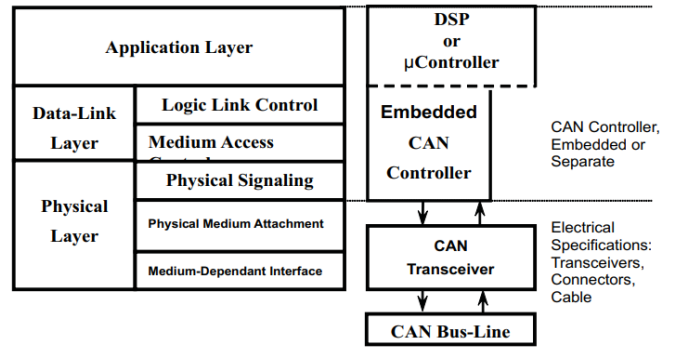 Application Layer
Data-Link
Layer
Logic Link Control
Medium Access
Physical
Layer
Physical Signaling
Physical Medium Attachment
Medium-Dependant Interface
DSP
or
µController
Embedded
CAN
Controller
CAN
Transceiver
CAN Bus-Line
CAN Controller,
Embedded or
Separate
Electrical
Specifications:
Transceivers,
Connectors,
Cable